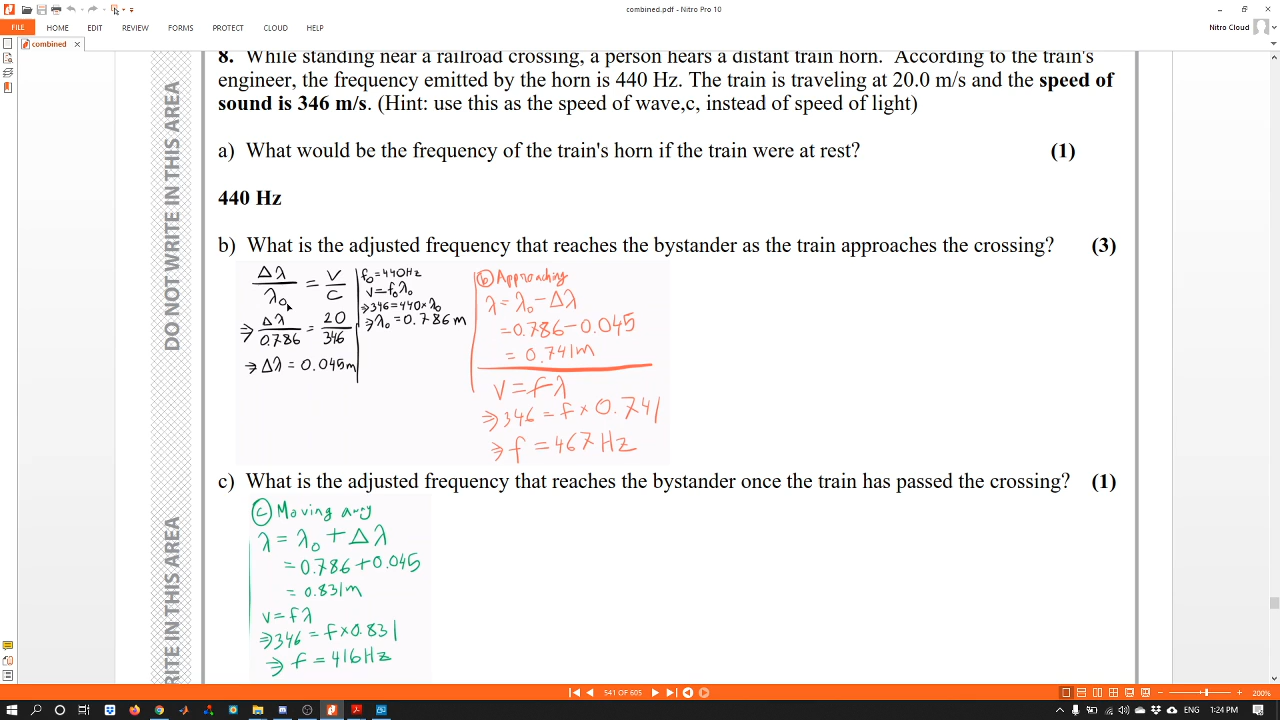 combined.pdf - Nitro Pro 10
FILE HOME EDIT REVIEW FORMS PROTECT CLOUD HELP
Nitro Cloud
combined
DO NOT WRITE IN THIS AREA
8. While standing near a railroad crossing, a person hears a distant train horn. According to the train's
engineer, the frequency emitted by the horn is 440 Hz. The train is traveling at 20.0 m/s and the speed of
sound is 346 m/s. (Hint: use this as the speed of wave,c, instead of speed of light)
a) What would be the frequency of the train's horn if the train were at rest? (1)
440 Hz
b) What is the adjusted frequency that reaches the bystander as the train approaches the crossing? (3)
Δλ/λ₀ = v/c
⇒ Δλ/0.786 = 20/346
⇒ Δλ = 0.045m
f₀=440Hz
v=f₀λ₀
⇒346=440×λ₀
⇒λ₀=0.786m
ⓑ Approaching
λ=λ₀-Δλ
=0.786-0.045
=0.741m
v=fλ
⇒346=f×0.741
⇒f=467Hz
c) What is the adjusted frequency that reaches the bystander once the train has passed the crossing? (1)
ⓒ Moving away
λ=λ₀+Δλ
=0.786+0.045
=0.831m
v=fλ
⇒346=f×0.831
⇒f=416Hz
RITE IN THIS AREA
541 OF 605
200%
ENG 1:24 PM